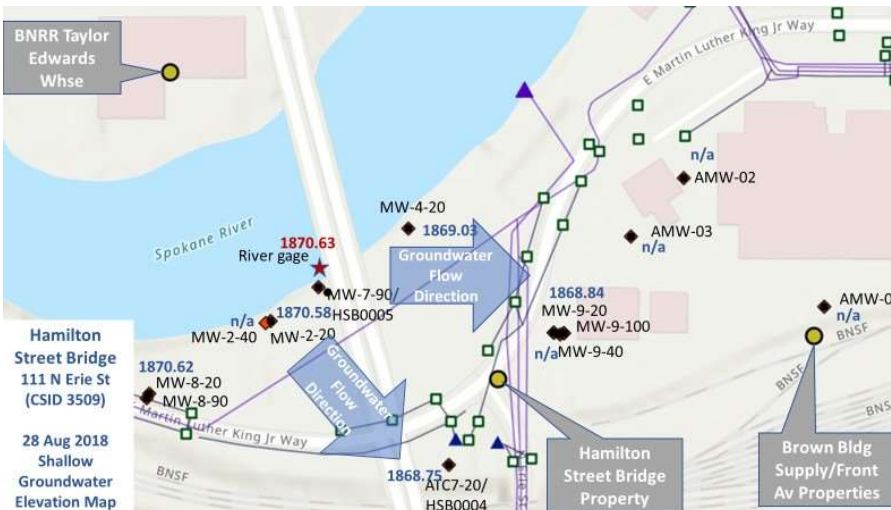 BNRR Taylor
Edwards
Whse
E Martin Luther King Jr Way
n/a
AMW-02
MW-4-20
1869.03
AMW-03
n/a
Spokane River
1870.63
River gage
Groundwater
Flow
Direction
MW-7-90/
HSB0005
1868.84
MW-9-20
MW-9-100
n/a
MW-9-40
AMW-0
n/a
n/a
1870.58
MW-2-40
MW-2-20
Hamilton
Street Bridge
111 N Erie St
(CSID 3509)
28 Aug 2018
Shallow
Groundwater
Elevation Map
1870.62
MW-8-20
MW-8-90
Groundwater
Flow
Direction
Martin Luther King Jr Way
BNSF
BNSF
BNSF
BNSF
1868.75
ATC7-20/
HSB0004
Hamilton
Street Bridge
Property
Brown Bldg
Supply/Front
Av Properties